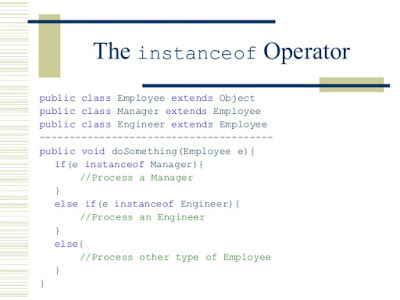 The instanceof Operator
public class Employee extends Object
public class Manager extends Employee
public class Engineer extends Employee
----------------------------------
public void doSomething(Employee e){
if(e instanceof Manager){
//Process a Manager
}
else if(e instanceof Engineer){
//Process an Engineer
}
else{
//Process other type of Employee
}
}